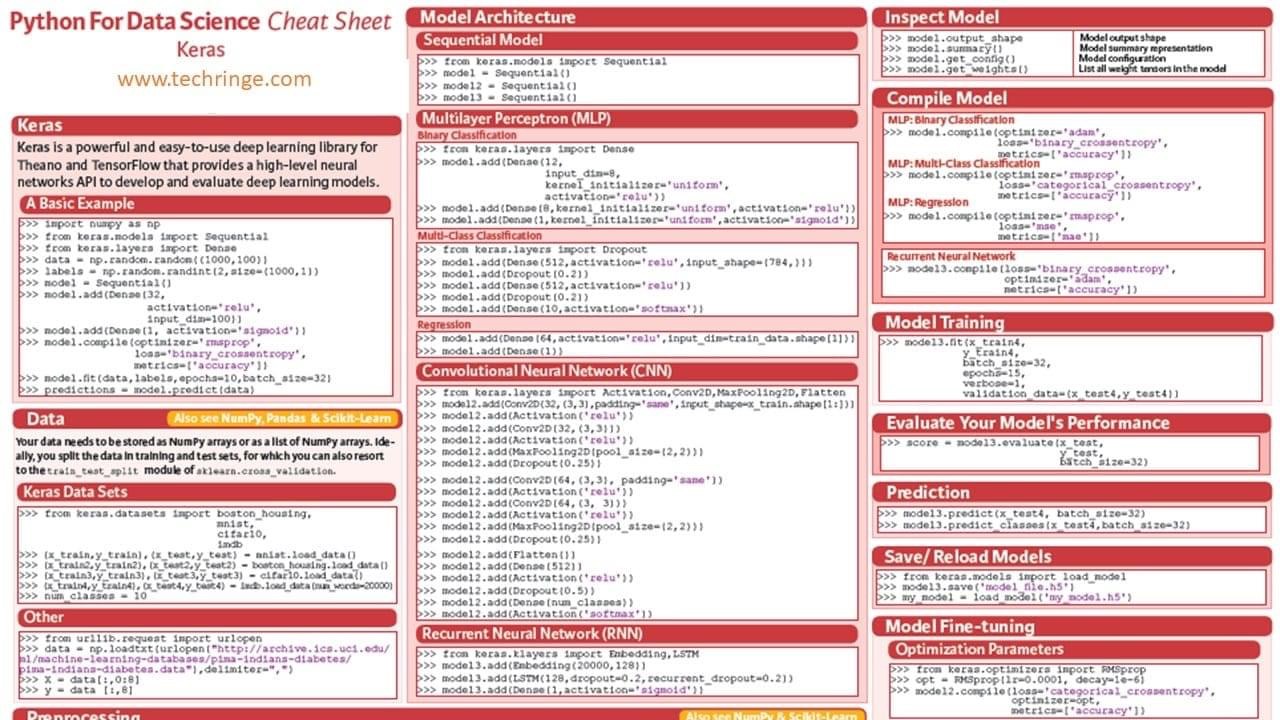 Python For Data Science Cheat Sheet
Keras
www.techringe.com
Keras
Keras is a powerful and easy-to-use deep learning library for
Theano and TensorFlow that provides a high-level neural
networks API to develop and evaluate deep learning models.
A Basic Example
>>> import numpy as np
>>> from keras.models import Sequential
>>> from keras.layers import Dense
>>> data = np.random.random((1000,100))
>>> labels = np.random.randint(2,size=(1000,1))
>>> model = Sequential()
>>> model.add(Dense(32,
activation='relu',
input_dim=100))
>>> model.add(Dense(1, activation='sigmoid'))
>>> model.compile(optimizer='rmsprop',
loss='binary_crossentropy',
metrics=['accuracy'])
>>> model.fit(data,labels,epochs=10,batch_size=32)
>>> predictions = model.predict(data)
Data
Also see NumPy, Pandas & Scikit-Learn
Your data needs to be stored as NumPy arrays or as a list of NumPy arrays. Ide-
ally, you split the data in training and test sets, for which you can also resort
to the train_test_split module of sklearn.cross_validation.
Keras Data Sets
>>> from keras.datasets import boston_housing,
mnist,
cifar10,
imdb
>>> (x_train,y_train),(x_test,y_test) = mnist.load_data()
>>> (x_train2,y_train2),(x_test2,y_test2) = boston_housing.load_data()
>>> (x_train3,y_train3),(x_test3,y_test3) = cifar10.load_data()
>>> (x_train4,y_train4),(x_test4,y_test4) = imdb.load_data(num_words=20000)
>>> num_classes = 10
Other
>>> from urllib.request import urlopen
>>> data = np.loadtxt(urlopen("http://archive.ics.uci.edu/
ml/machine-learning-databases/pima-indians-diabetes/
pima-indians-diabetes.data"),delimiter=",")
>>> X = data[:,0:8]
>>> y = data [:,8]
Preprocessing
Also see NumPy & Scikit-Learn
Model Architecture
Sequential Model
>>> from keras.models import Sequential
>>> model = Sequential()
>>> model2 = Sequential()
>>> model3 = Sequential()
Multilayer Perceptron (MLP)
Binary Classification
>>> from keras.layers import Dense
>>> model.add(Dense(12,
input_dim=8,
kernel_initializer='uniform',
activation='relu'))
>>> model.add(Dense(8,kernel_initializer='uniform',activation='relu'))
>>> model.add(Dense(1,kernel_initializer='uniform',activation='sigmoid'))
Multi-Class Classification
>>> from keras.layers import Dropout
>>> model.add(Dense(512,activation='relu',input_shape=(784,)))
>>> model.add(Dropout(0.2))
>>> model.add(Dense(512,activation='relu'))
>>> model.add(Dropout(0.2))
>>> model.add(Dense(10,activation='softmax'))
Regression
>>> model.add(Dense(64,activation='relu',input_dim=train_data.shape[1]))
>>> model.add(Dense(1))
Convolutional Neural Network (CNN)
>>> from keras.layers import Activation,Conv2D,MaxPooling2D,Flatten
>>> model2.add(Conv2D(32,(3,3),padding='same',input_shape=x_train.shape[1:]))
>>> model2.add(Activation('relu'))
>>> model2.add(Conv2D(32,(3,3)))
>>> model2.add(Activation('relu'))
>>> model2.add(MaxPooling2D(pool_size=(2,2)))
>>> model2.add(Dropout(0.25))
>>> model2.add(Conv2D(64,(3,3), padding='same'))
>>> model2.add(Activation('relu'))
>>> model2.add(Conv2D(64,(3, 3)))
>>> model2.add(Activation('relu'))
>>> model2.add(MaxPooling2D(pool_size=(2,2)))
>>> model2.add(Dropout(0.25))
>>> model2.add(Flatten())
>>> model2.add(Dense(512))
>>> model2.add(Activation('relu'))
>>> model2.add(Dropout(0.5))
>>> model2.add(Dense(num_classes))
>>> model2.add(Activation('softmax'))
Recurrent Neural Network (RNN)
>>> from keras.klayers import Embedding,LSTM
>>> model3.add(Embedding(20000,128))
>>> model3.add(LSTM(128,dropout=0.2,recurrent_dropout=0.2))
>>> model3.add(Dense(1,activation='sigmoid'))
Inspect Model
>>> model.output_shape Model output shape
>>> model.summary() Model summary representation
>>> model.get_config() Model configuration
>>> model.get_weights() List all weight tensors in the model
Compile Model
MLP: Binary Classification
>>> model.compile(optimizer='adam',
loss='binary_crossentropy',
metrics=['accuracy'])
MLP: Multi-Class Classification
>>> model.compile(optimizer='rmsprop',
loss='categorical_crossentropy',
metrics=['accuracy'])
MLP: Regression
>>> model.compile(optimizer='rmsprop',
loss='mse',
metrics=['mae'])
Recurrent Neural Network
>>> model3.compile(loss='binary_crossentropy',
optimizer='adam',
metrics=['accuracy'])
Model Training
>>> model3.fit(x_train4,
y_train4,
batch_size=32,
epochs=15,
verbose=1,
validation_data=(x_test4,y_test4))
Evaluate Your Model's Performance
>>> score = model3.evaluate(x_test,
y_test,
batch_size=32)
Prediction
>>> model3.predict(x_test4, batch_size=32)
>>> model3.predict_classes(x_test4,batch_size=32)
Save/ Reload Models
>>> from keras.models import load_model
>>> model3.save('model_file.h5')
>>> my_model = load_model('my_model.h5')
Model Fine-tuning
Optimization Parameters
>>> from keras.optimizers import RMSprop
>>> opt = RMSprop(lr=0.0001, decay=1e-6)
>>> model2.compile(loss='categorical_crossentropy',
optimizer=opt,
metrics=['accuracy'])